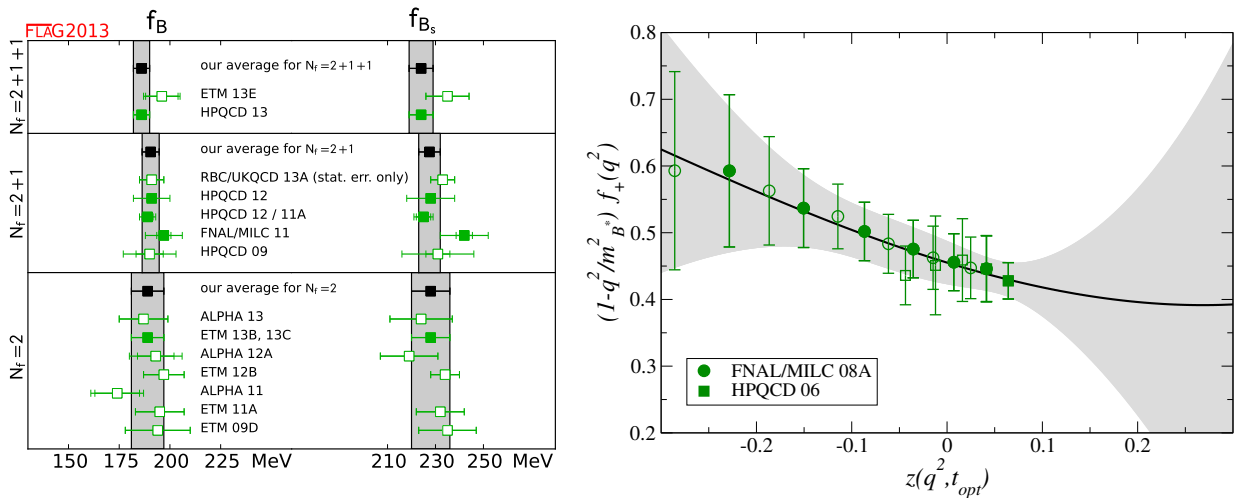 FLAG2013
f_B
f_{B_s}
N_f=2+1+1
our average for N_f=2+1+1
ETM 13E
HPQCD 13
N_f=2+1
our average for N_f=2+1
RBC/UKQCD 13A (stat. err. only)
HPQCD 12
HPQCD 12 / 11A
FNAL/MILC 11
HPQCD 09
N_f=2
our average for N_f=2
ALPHA 13
ETM 13B, 13C
ALPHA 12A
ETM 12B
ALPHA 11
ETM 11A
ETM 09D
150 175 200 225 MeV 210 230 250 MeV
(1-q^2/m^2_{B^*}) f_+(q^2)
0.8
0.7
0.6
0.5
0.4
0.3
0.2
FNAL/MILC 08A
HPQCD 06
-0.2 -0.1 0 0.1 0.2
z(q^2,t_{opt})